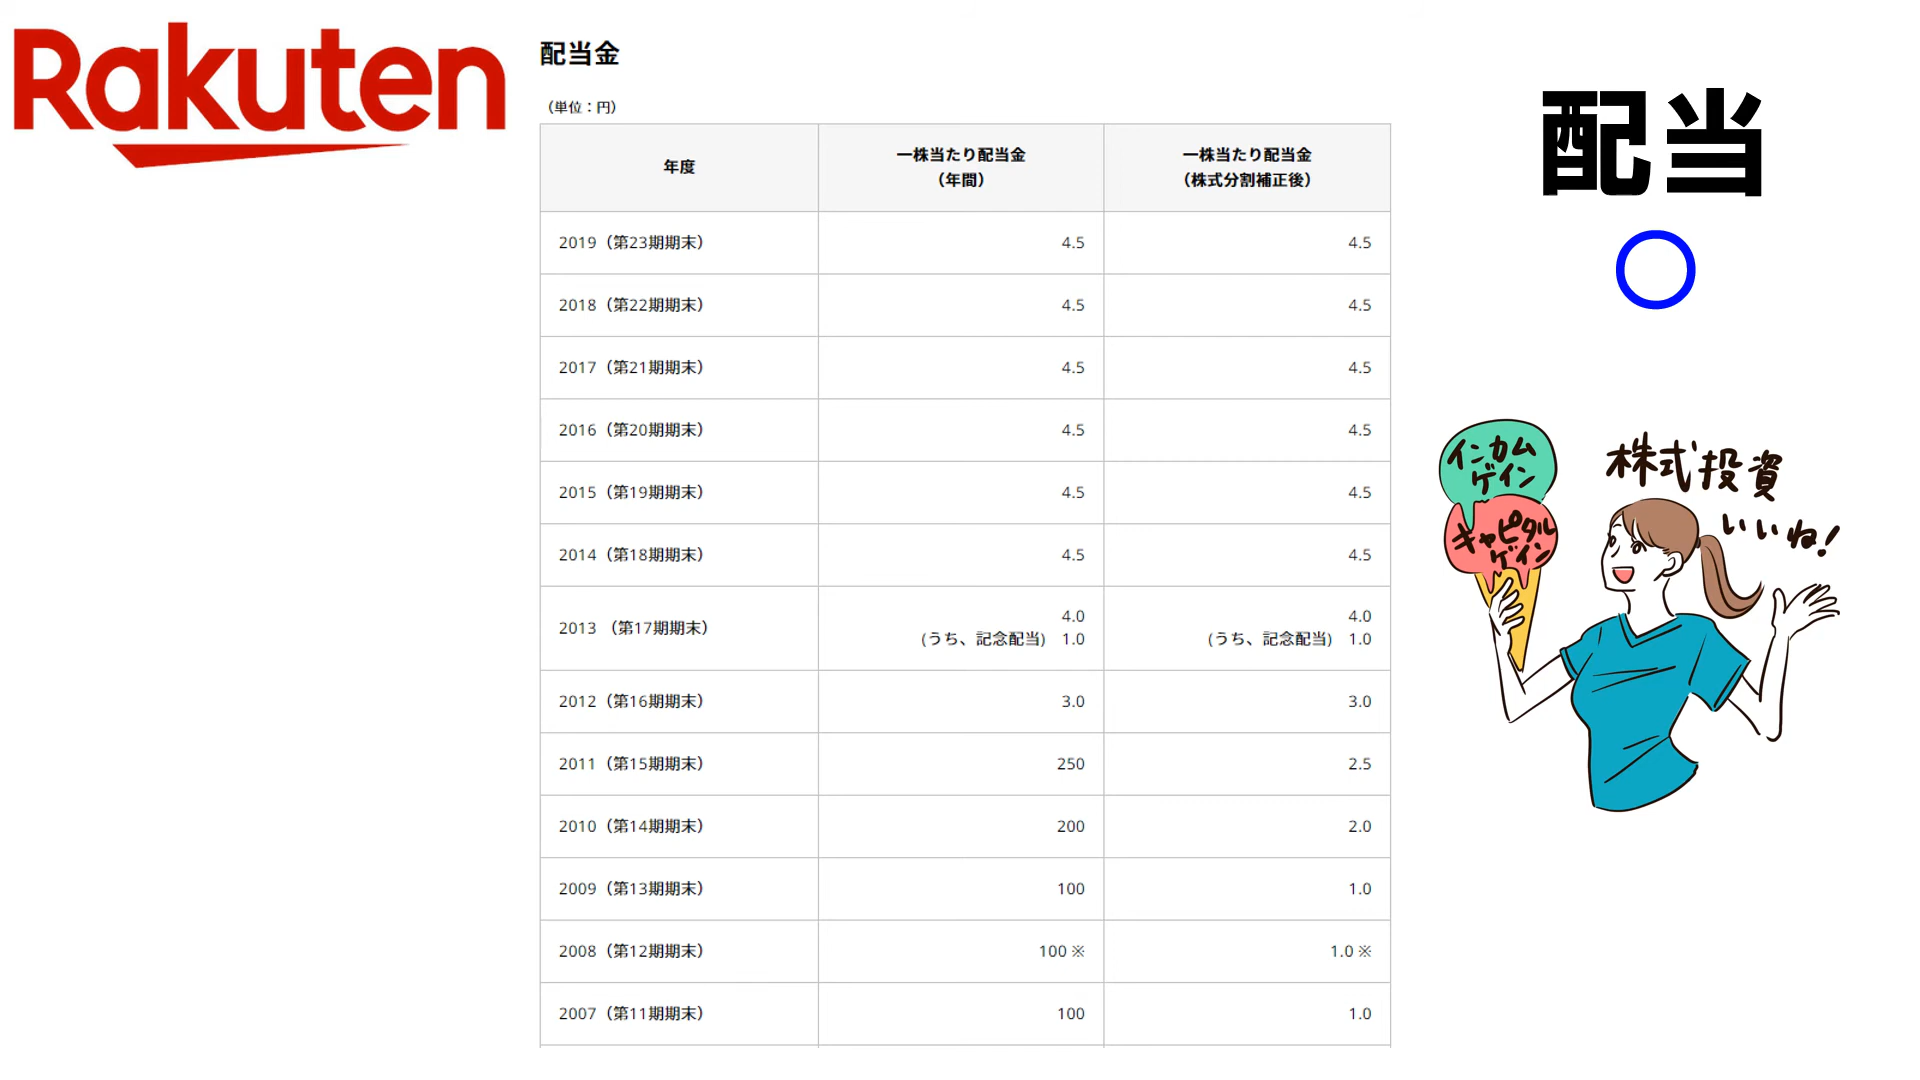 Rakuten
配当金
（単位：円）
年度 一株当たり配当金（年間） 一株当たり配当金（株式分割補正後）
2019（第23期期末） 4.5 4.5
2018（第22期期末） 4.5 4.5
2017（第21期期末） 4.5 4.5
2016（第20期期末） 4.5 4.5
2015（第19期期末） 4.5 4.5
2014（第18期期末） 4.5 4.5
2013 （第17期期末） 4.0 （うち、記念配当） 1.0 4.0 （うち、記念配当） 1.0
2012（第16期期末） 3.0 3.0
2011（第15期期末） 250 2.5
2010（第14期期末） 200 2.0
2009（第13期期末） 100 1.0
2008（第12期期末） 100 ※ 1.0 ※
2007（第11期期末） 100 1.0
配当
○
インカム
ゲイン
キャピタル
ゲイン
株式投資
いいね！